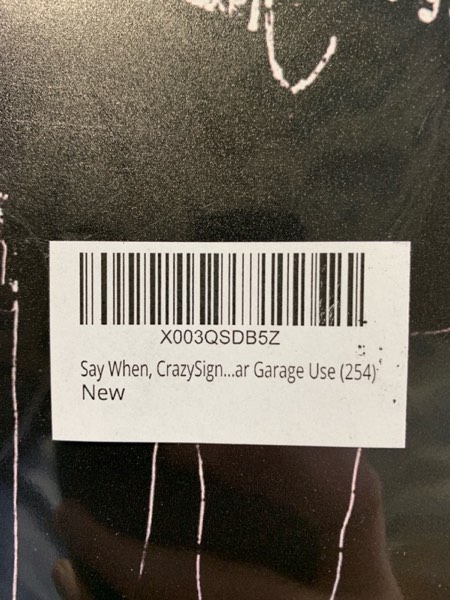 X003QSDB5Z
Say When, CrazySign...ar Garage Use (254)
New